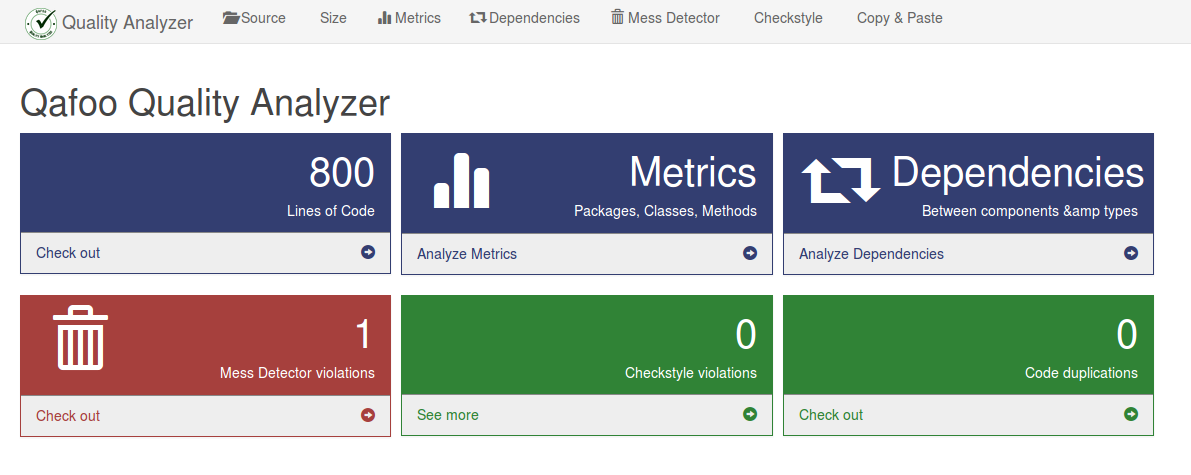 Quality Analyzer Source Size Metrics Dependencies Mess Detector Checkstyle Copy & Paste
Qafoo Quality Analyzer
800
Lines of Code
Check out
Metrics
Packages, Classes, Methods
Analyze Metrics
Dependencies
Between components &amp types
Analyze Dependencies
1
Mess Detector violations
Check out
0
Checkstyle violations
See more
0
Code duplications
Check out